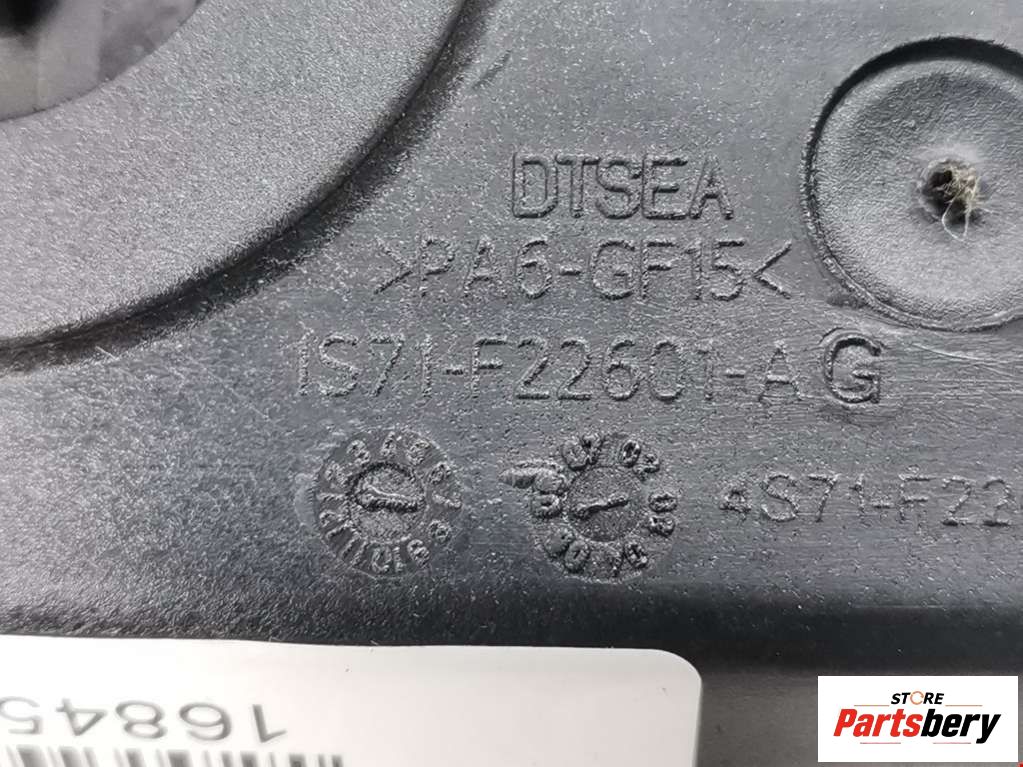 DTSEA
>PA6-GF15<
1S71-F22601-AG
4S71-F22
16845
STORE
Partsbery